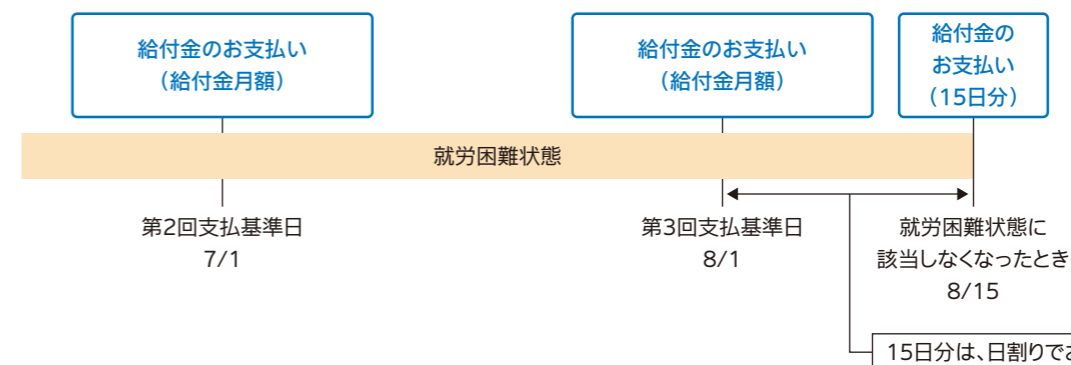 給付金のお支払い
（給付金月額）
給付金のお支払い
（給付金月額）
給付金の
お支払い
（15日分）
就労困難状態
第2回支払基準日
7/1
第3回支払基準日
8/1
就労困難状態に
該当しなくなったとき
8/15
15日分は、日割りでお